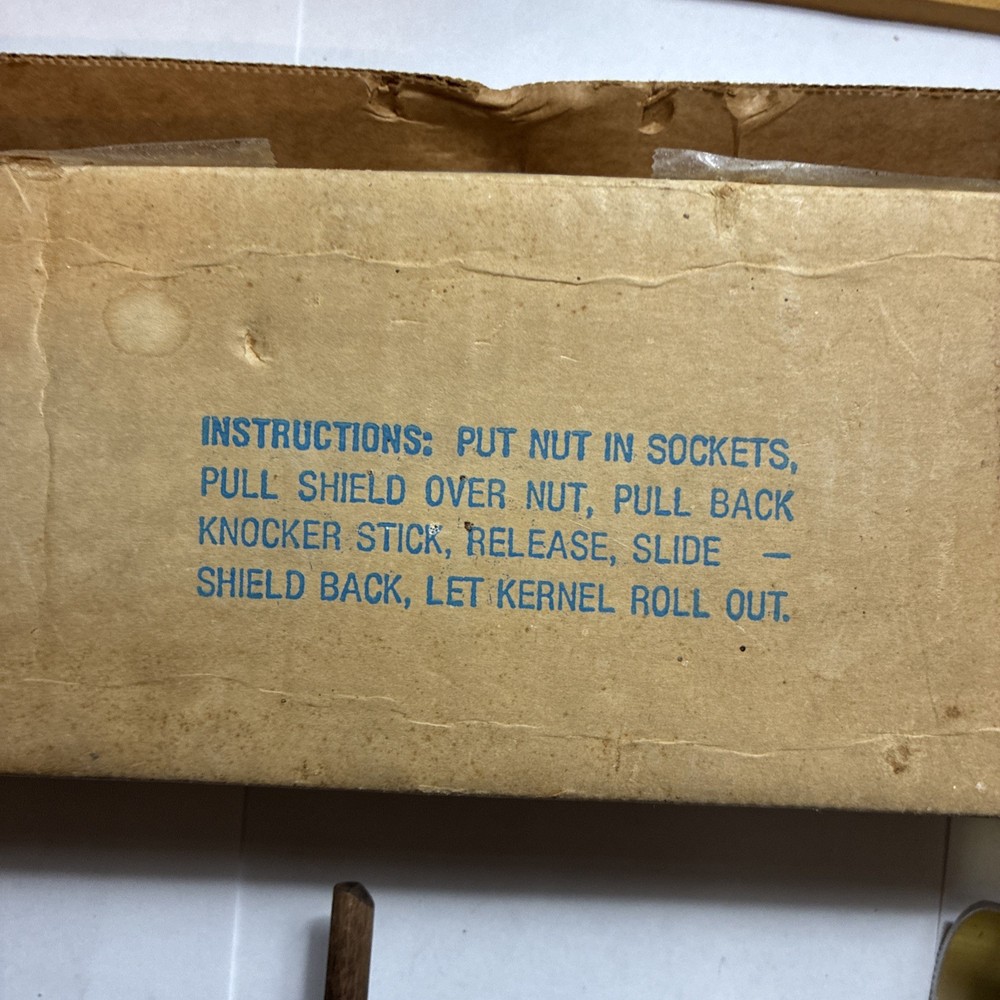 INSTRUCTIONS: PUT NUT IN SOCKETS,
PULL SHIELD OVER NUT, PULL BACK
KNOCKER STICK, RELEASE, SLIDE —
SHIELD BACK, LET KERNEL ROLL OUT.